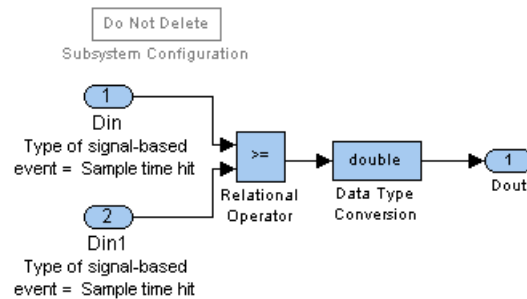 Do Not Delete
Subsystem Configuration
1
Din
Type of signal-based
event = Sample time hit
>=
Relational
Operator
double
Data Type
Conversion
1
Dout
2
Din1
Type of signal-based
event = Sample time hit